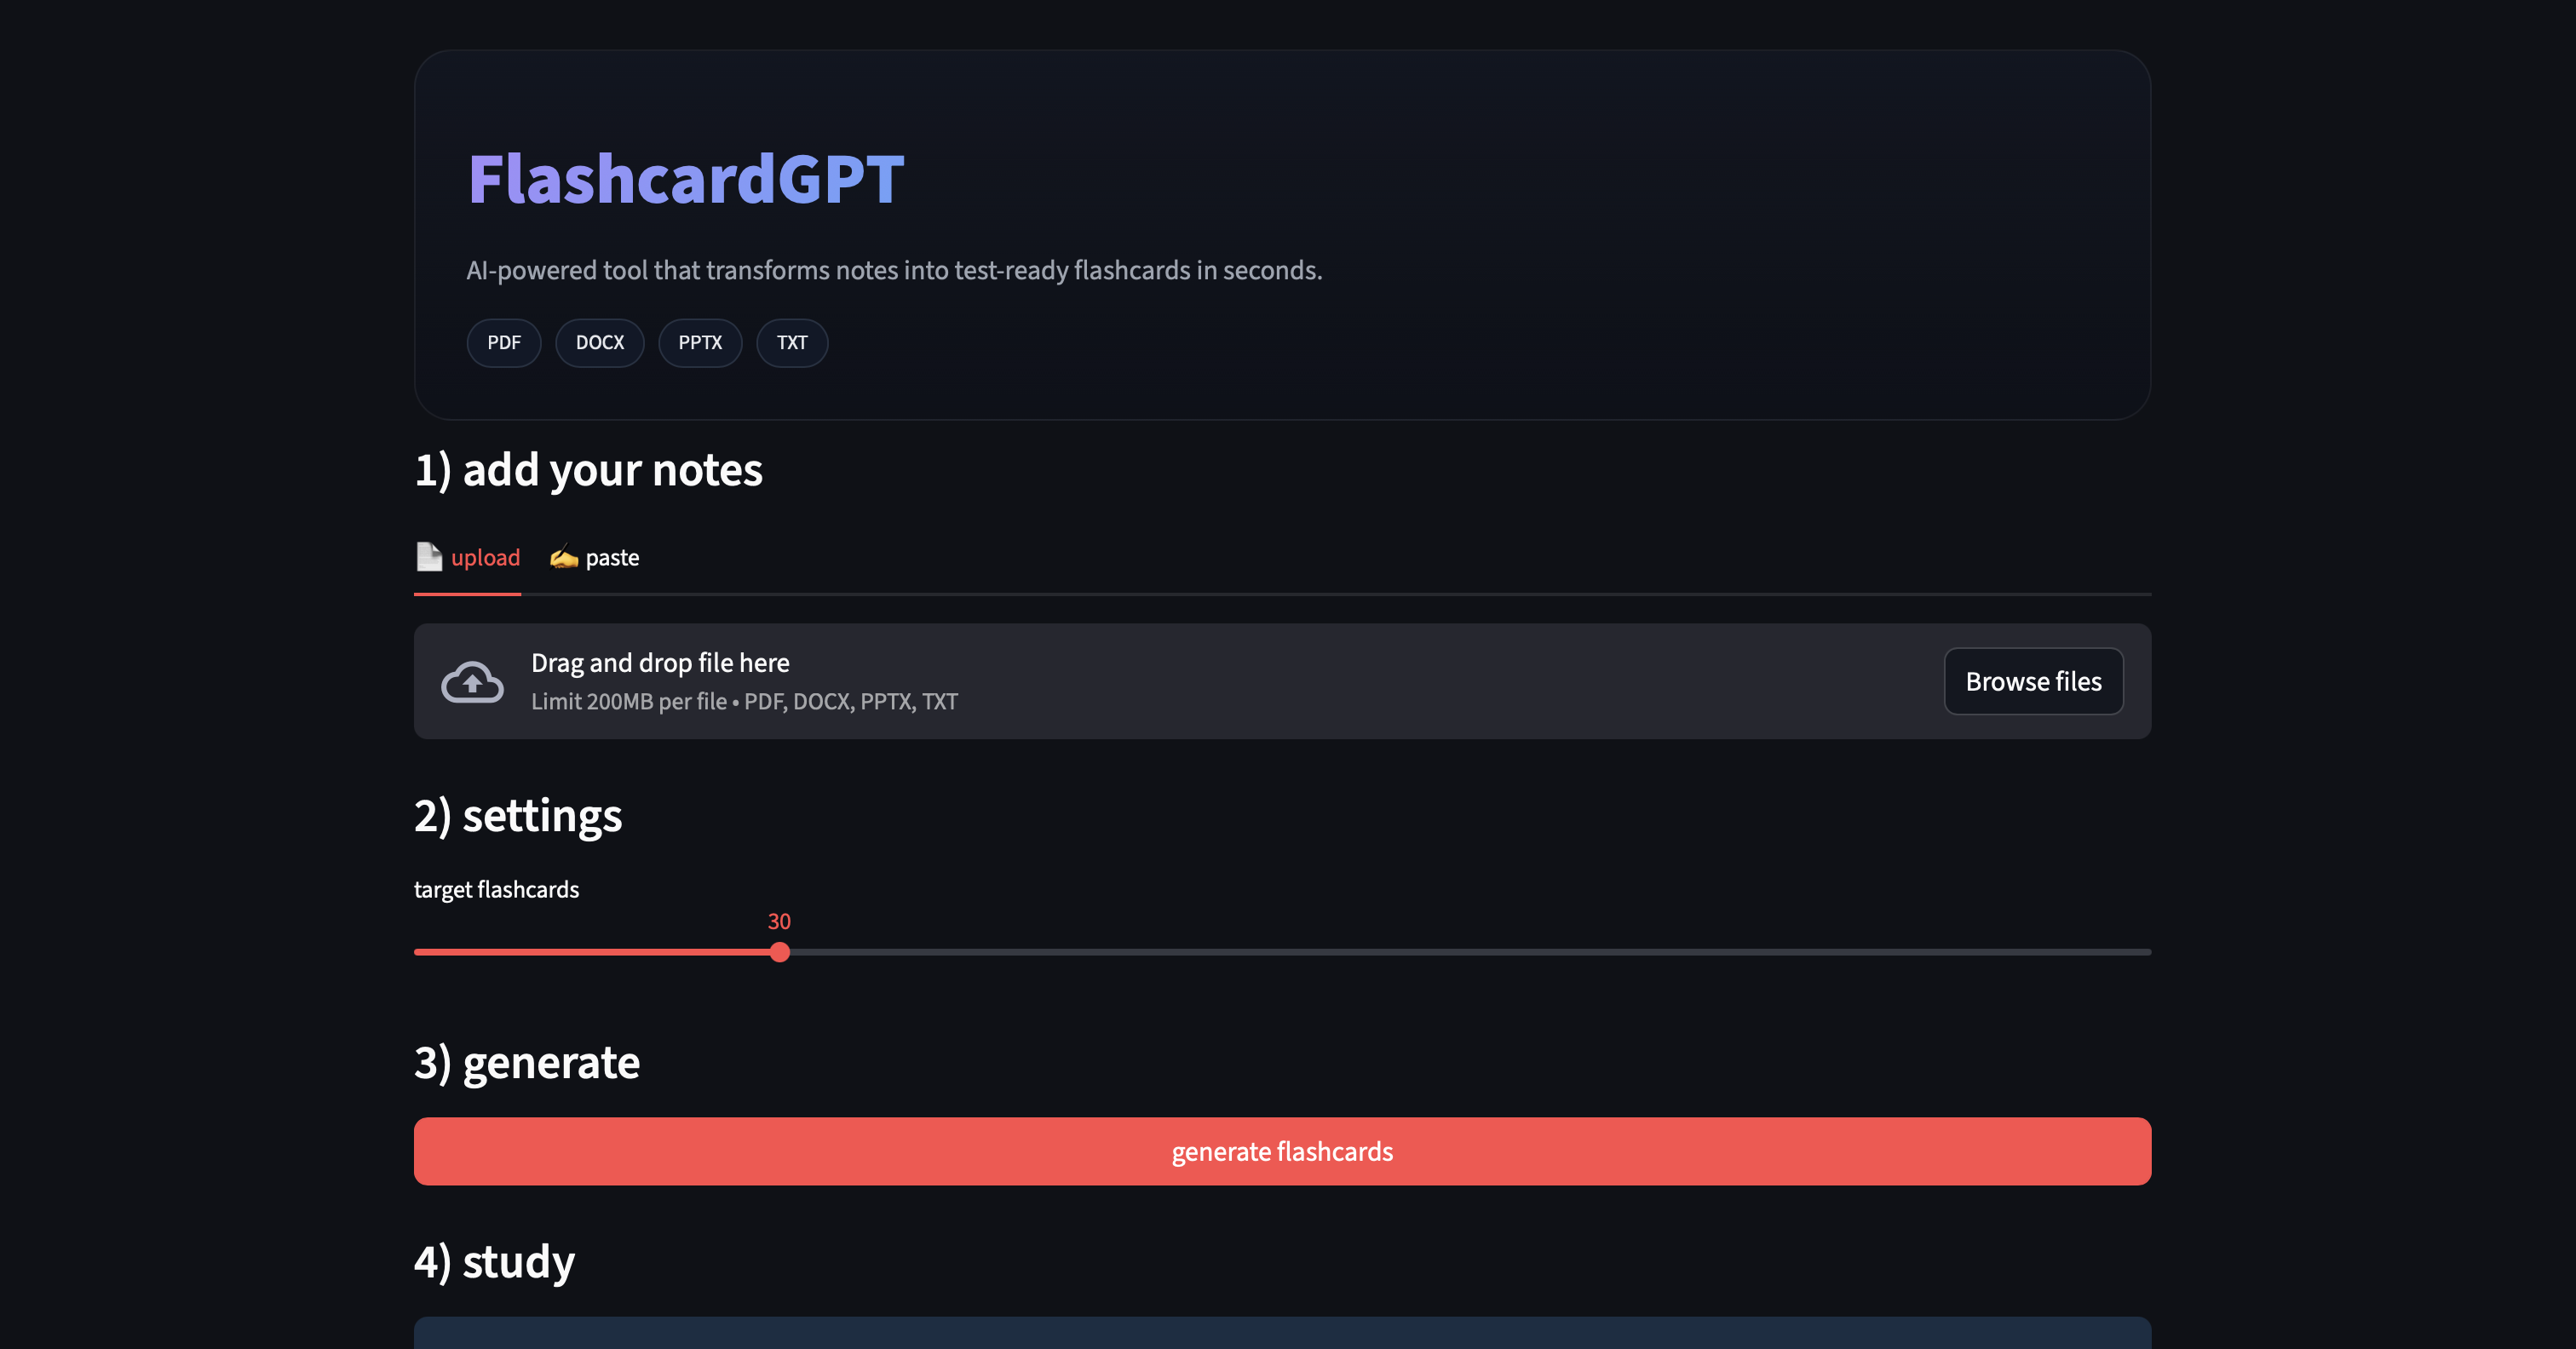 FlashcardGPT
AI-powered tool that transforms notes into test-ready flashcards in seconds.
PDF DOCX PPTX TXT
1) add your notes
upload paste
Drag and drop file here
Limit 200MB per file • PDF, DOCX, PPTX, TXT
Browse files
2) settings
target flashcards
30
3) generate
generate flashcards
4) study